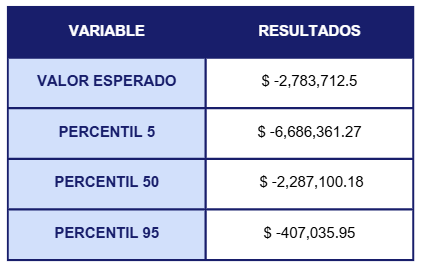 VARIABLE RESULTADOS
VALOR ESPERADO $ -2,783,712.5
PERCENTIL 5 $ -6,686,361.27
PERCENTIL 50 $ -2,287,100.18
PERCENTIL 95 $ -407,035.95